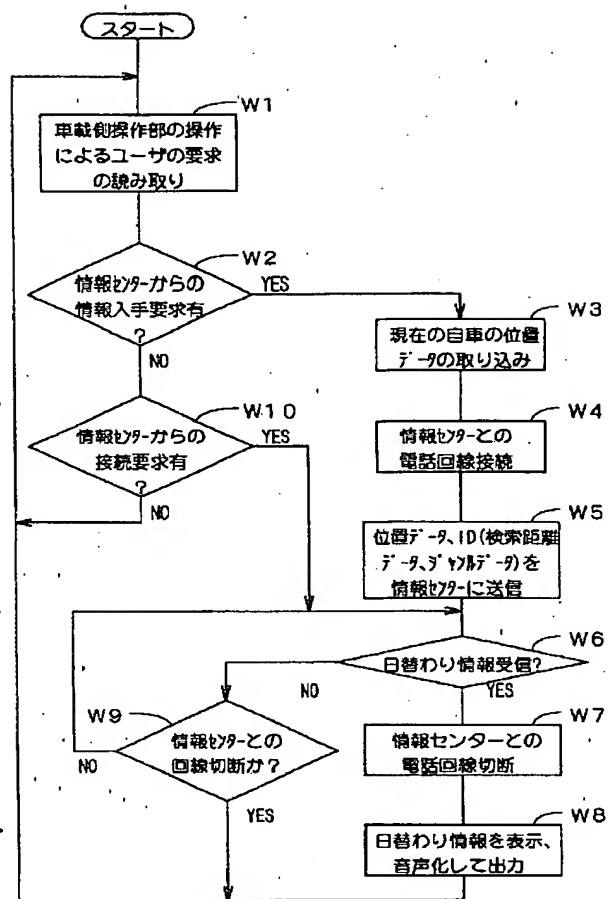 スタート
W1
車載側操作部の操作
によるユーザの要求
の読み取り
W2
情報ｾﾝﾀｰからの
情報入手要求有
?
YES
NO
W3
現在の自車の位置
ﾃﾞｰﾀの取り込み
W10
情報ｾﾝﾀｰからの
接続要求有
?
YES
NO
W4
情報ｾﾝﾀｰとの
電話回線接続
W5
位置ﾃﾞｰﾀ、ID(検索距離
ﾃﾞｰﾀ、ｼﾞｬﾝﾙﾃﾞｰﾀ)を
情報ｾﾝﾀｰに送信
W6
日替わり情報受信?
NO
YES
W9
情報ｾﾝﾀｰとの
回線切断か?
NO
YES
W7
情報センターとの
電話回線切断
W8
日替わり情報を表示、
音声化して出力